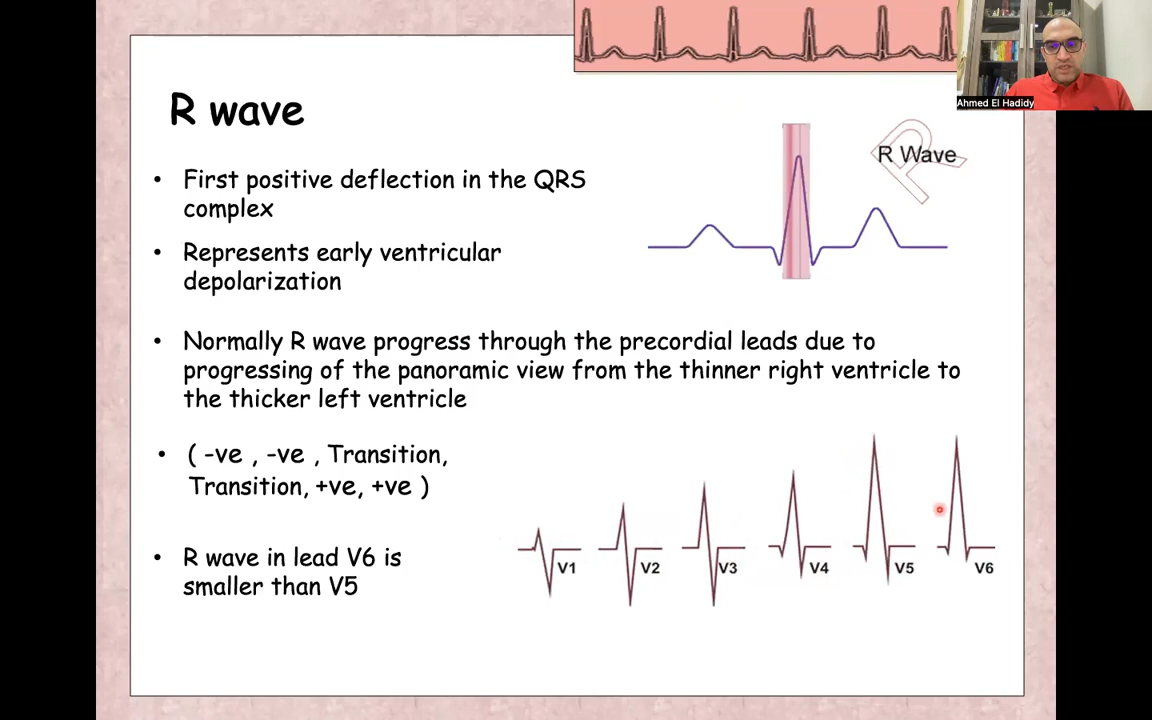 Ahmed El Hadidy
R wave
R Wave
• First positive deflection in the QRS
complex
• Represents early ventricular
depolarization
• Normally R wave progress through the precordial leads due to
progressing of the panoramic view from the thinner right ventricle to
the thicker left ventricle
• ( -ve , -ve , Transition,
Transition, +ve, +ve )
• R wave in lead V6 is
smaller than V5
V1 V2 V3 V4 V5 V6